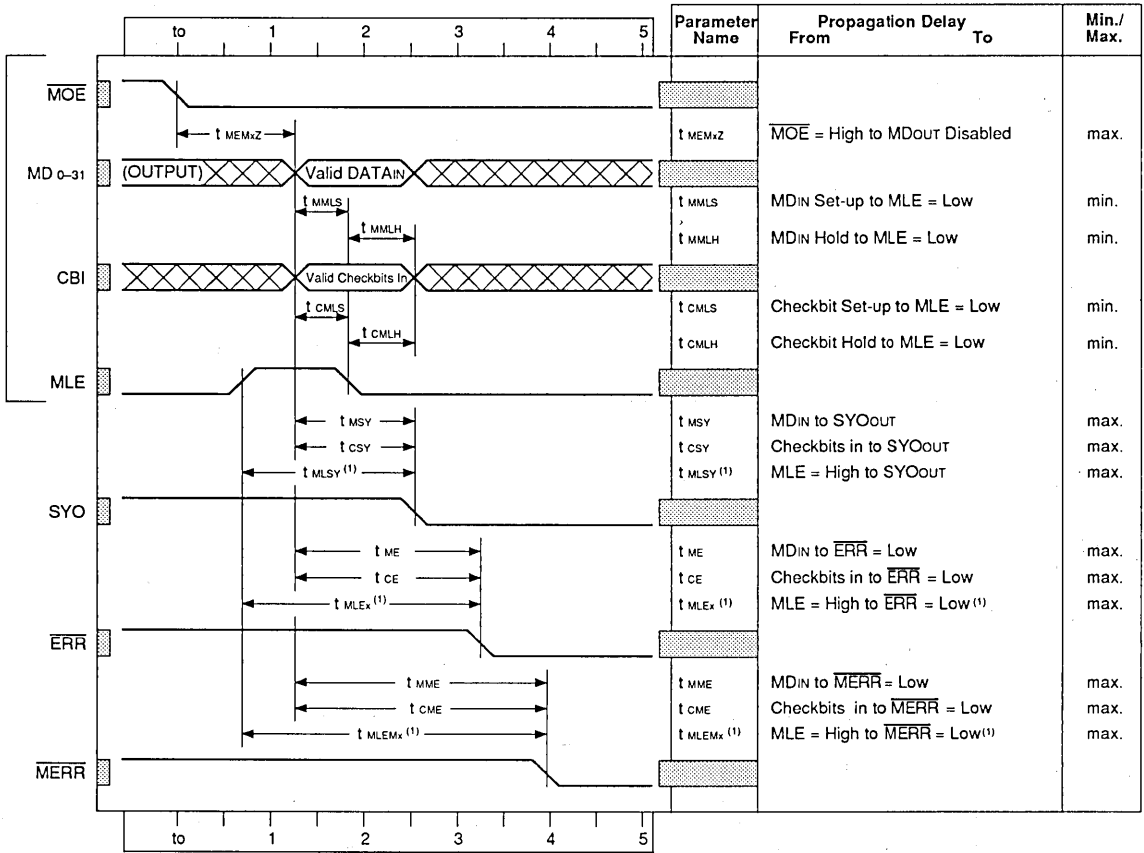 to 1 2 3 4 5
Parameter Name Propagation Delay From To Min./ Max.
MOE
t MEMxZ t MEMxZ MOE = High to MDOUT Disabled max.
MD 0–31 (OUTPUT) Valid DATAIN
t MMLS t MMLS MDIN Set-up to MLE = Low min.
t MMLH t MMLH MDIN Hold to MLE = Low min.
CBI Valid Checkbits In
t CMLS t CMLS Checkbit Set-up to MLE = Low min.
t CMLH t CMLH Checkbit Hold to MLE = Low min.
MLE
t MSY t MSY MDIN to SYOOUT max.
t CSY t CSY Checkbits in to SYOOUT max.
t MLSY (1) t MLSY (1) MLE = High to SYOOUT max.
SYO
t ME t ME MDIN to ERR = Low max.
t CE t CE Checkbits in to ERR = Low max.
t MLEx (1) t MLEx (1) MLE = High to ERR = Low(1) max.
ERR
t MME t MME MDIN to MERR = Low max.
t CME t CME Checkbits in to MERR = Low max.
t MLEMx (1) t MLEMx (1) MLE = High to MERR = Low(1) max.
MERR
to 1 2 3 4 5